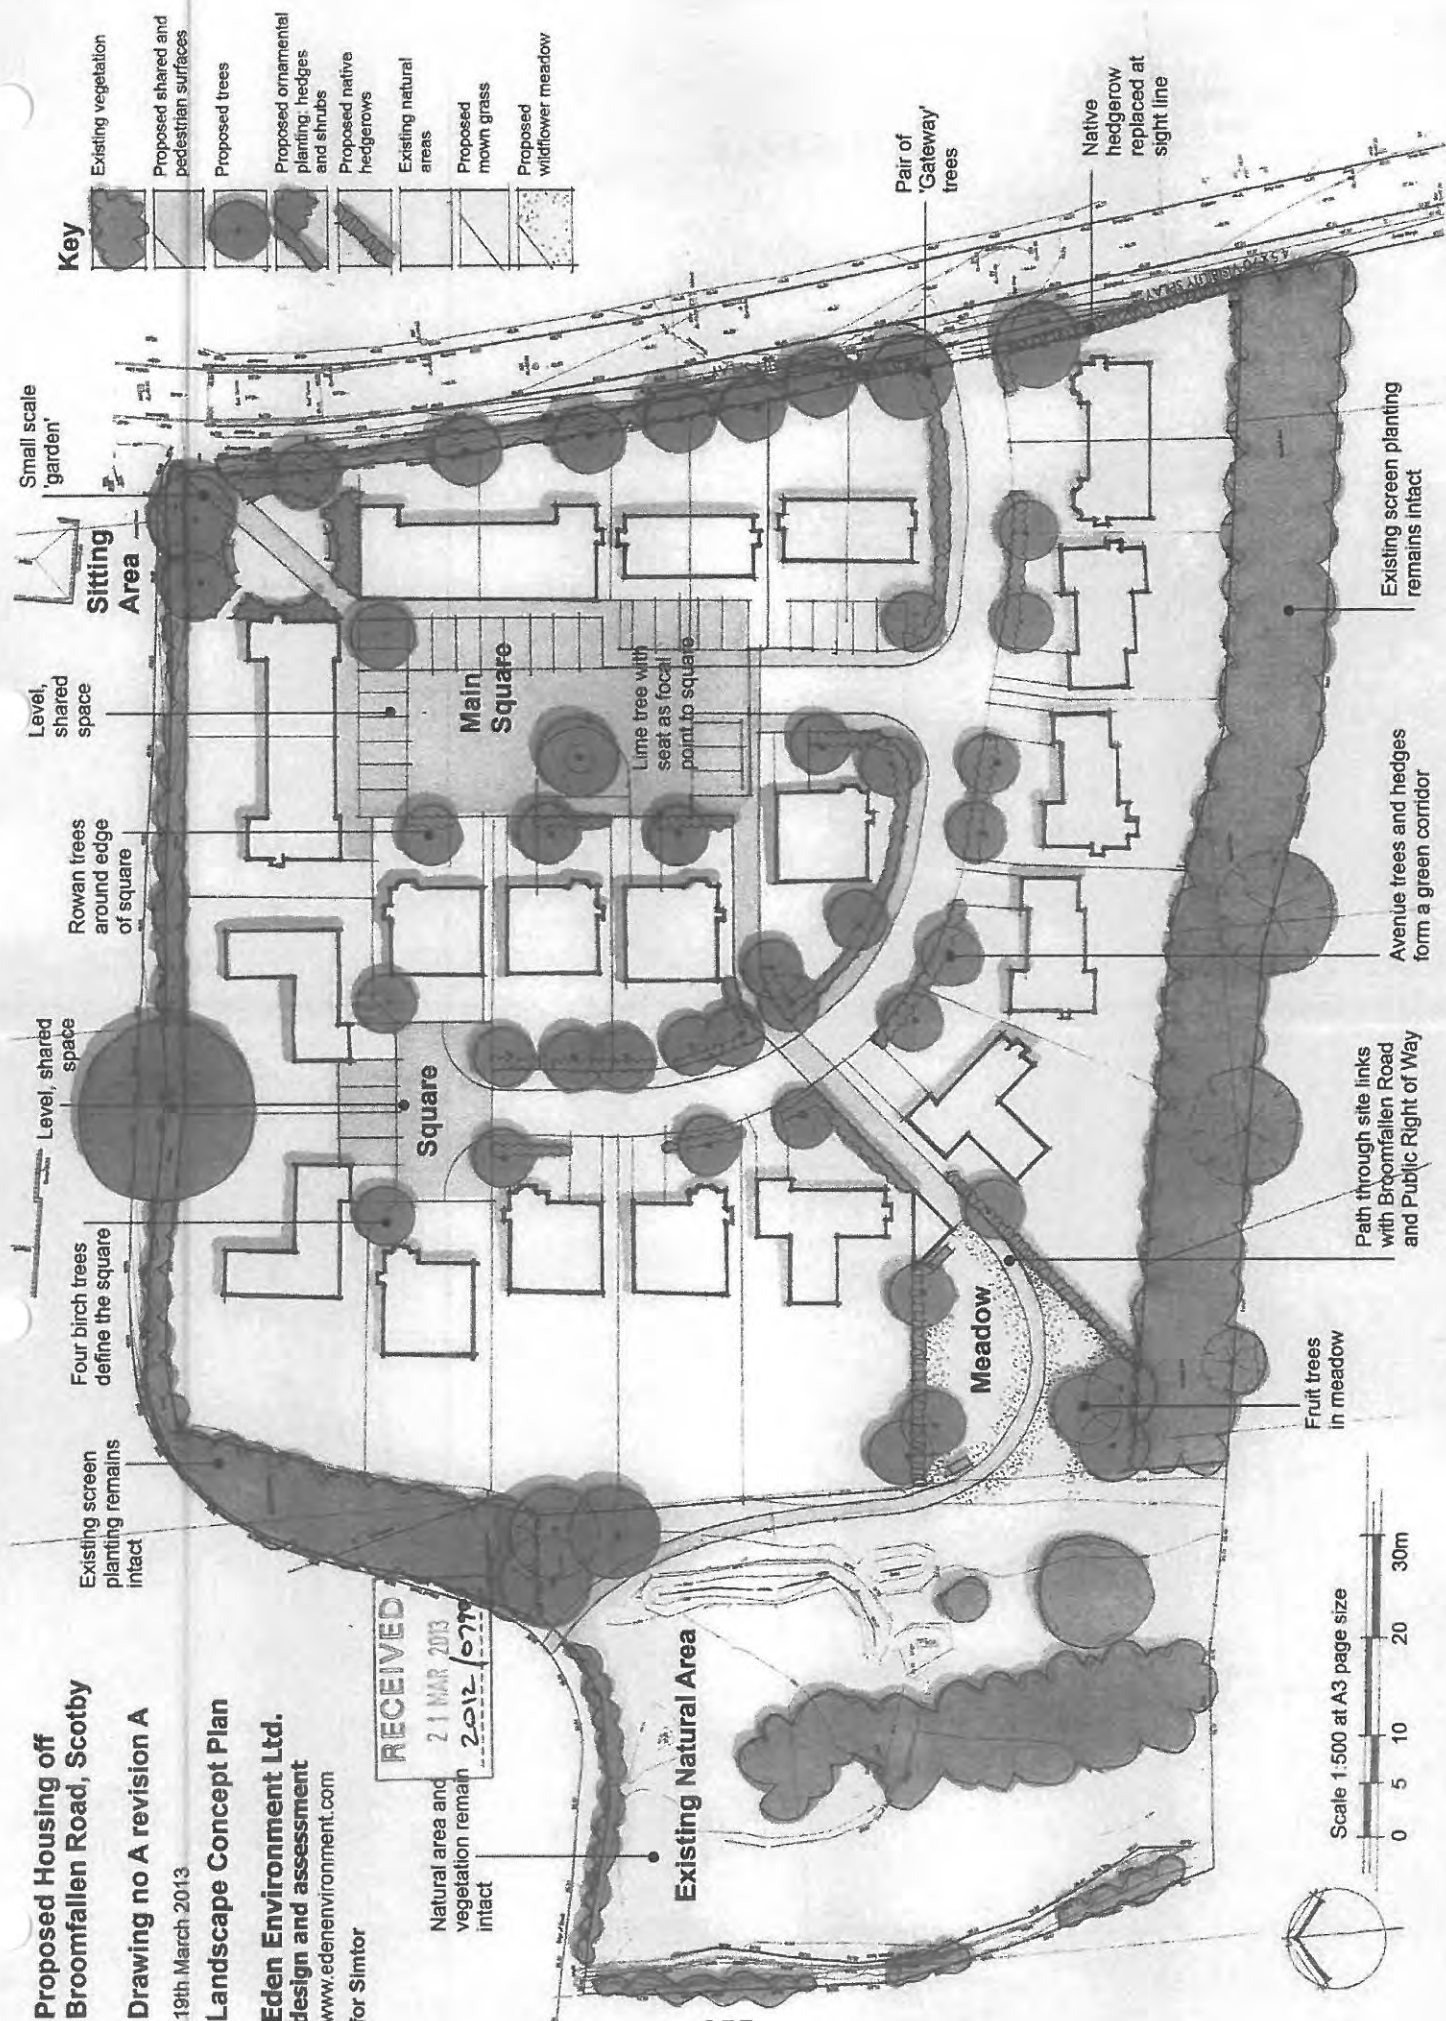 Proposed Housing off
Broomfallen Road, Scotby
Drawing no A revision A
19th March 2013
Landscape Concept Plan
Eden Environment Ltd.
design and assessment
www.edenenvironment.com
for Simtor
RECEIVED
21 MAR 2013
Natural area and
vegetation remain
intact
Existing Natural Area
Existing screen
planting remains
intact
Four birch trees
define the square
Level, shared
space
Rowan trees
around edge
of square
Level,
shared
space
Sitting
Area
Small scale
'garden'
Key
Existing vegetation
Proposed shared and
pedestrian surfaces
Proposed trees
Proposed ornamental
planting: hedges
and shrubs
Proposed native
hedgerows
Existing natural
areas
Proposed
mown grass
Proposed
wildflower meadow
Square
Main
Square
Lime tree with
seat as focal
point to square
Meadow
Pair of
'Gateway'
trees
Native
hedgerow
replaced at
sight line
VISIBILITY SPLAY
Fruit trees
in meadow
Path through site links
with Broomfallen Road
and Public Right of Way
Avenue trees and hedges
form a green corridor
Existing screen planting
remains intact
Scale 1:500 at A3 page size
0 5 10 20 30m